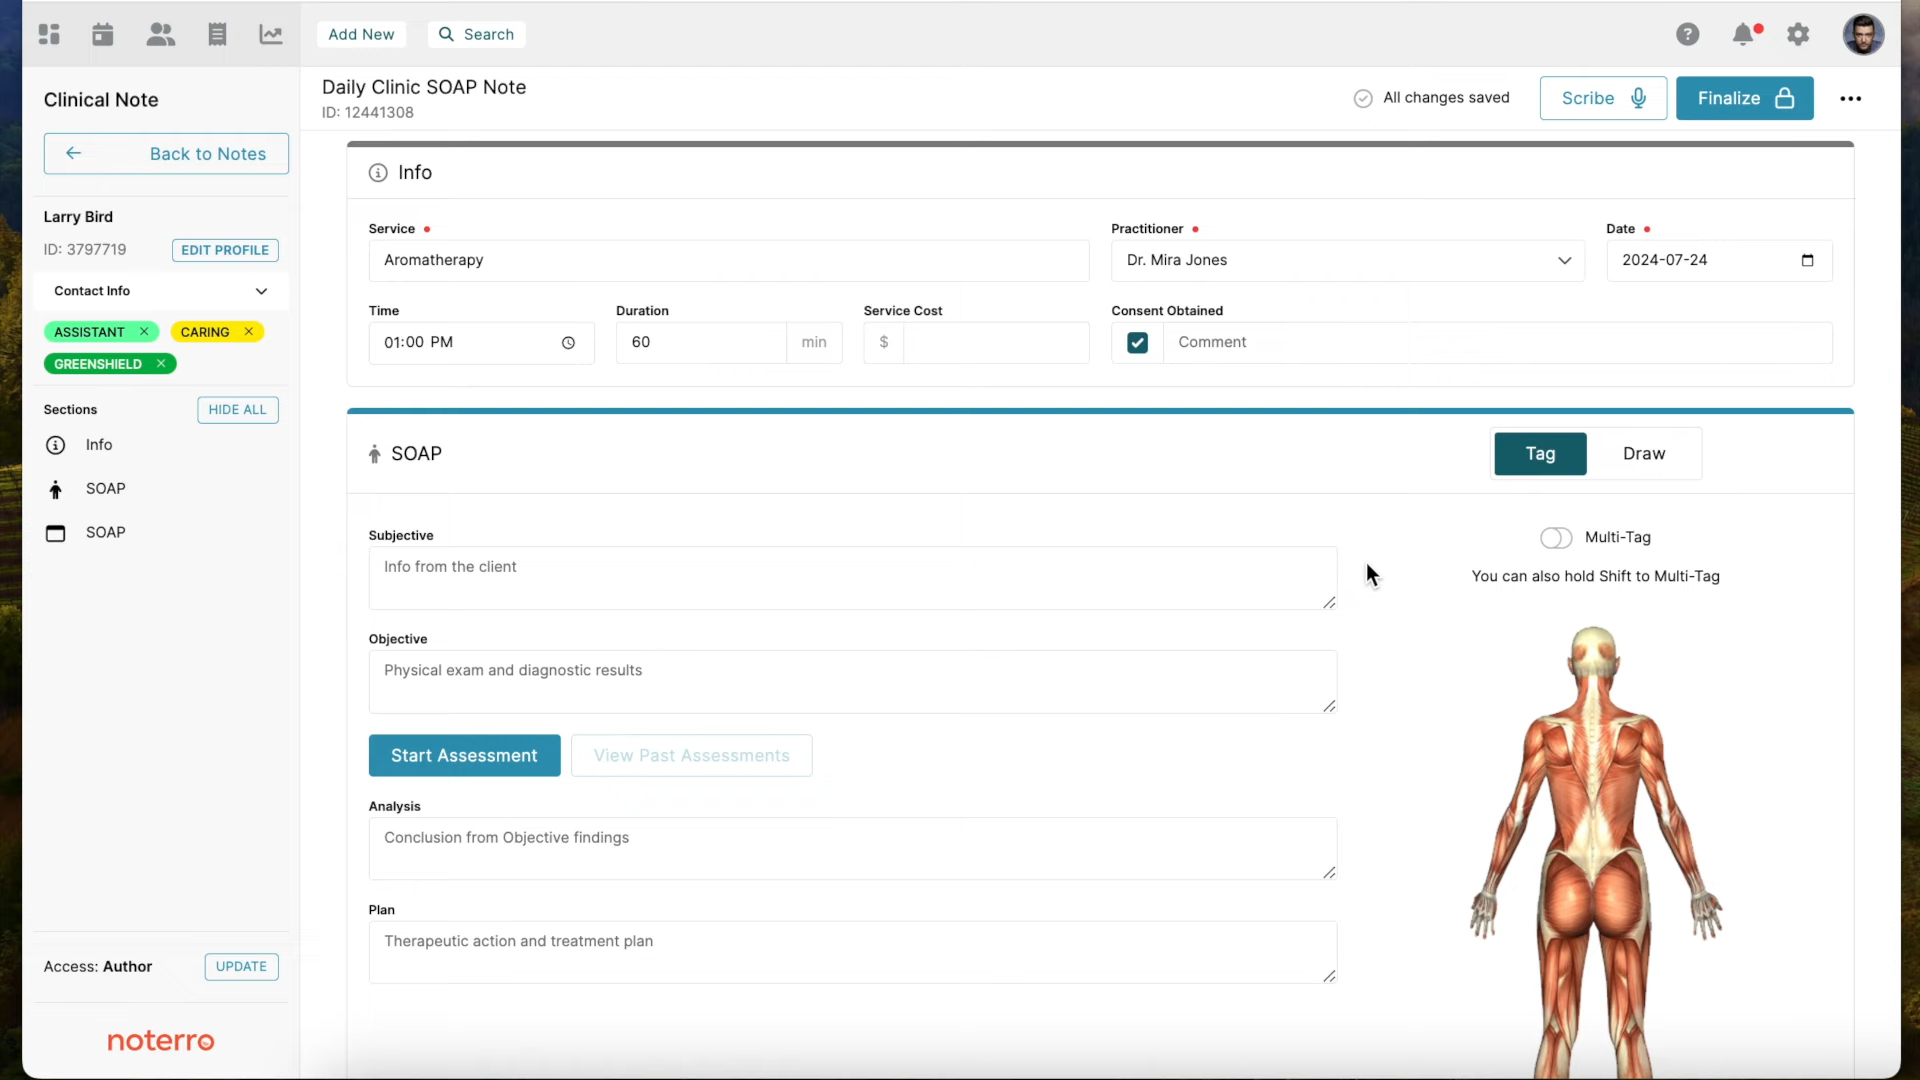 Add New
Search
Clinical Note
Back to Notes
Larry Bird
ID: 3797719
EDIT PROFILE
Contact Info
ASSISTANT
CARING
GREENSHIELD
Sections
HIDE ALL
Info
SOAP
SOAP
Access: Author
UPDATE
noterro
Daily Clinic SOAP Note
ID: 12441308
All changes saved
Scribe
Finalize
Info
Service
Aromatherapy
Practitioner
Dr. Mira Jones
Date
2024-07-24
Time
01:00 PM
Duration
60
min
Service Cost
$
Consent Obtained
Comment
SOAP
Tag
Draw
Subjective
Info from the client
Objective
Physical exam and diagnostic results
Start Assessment
View Past Assessments
Analysis
Conclusion from Objective findings
Plan
Therapeutic action and treatment plan
Multi-Tag
You can also hold Shift to Multi-Tag